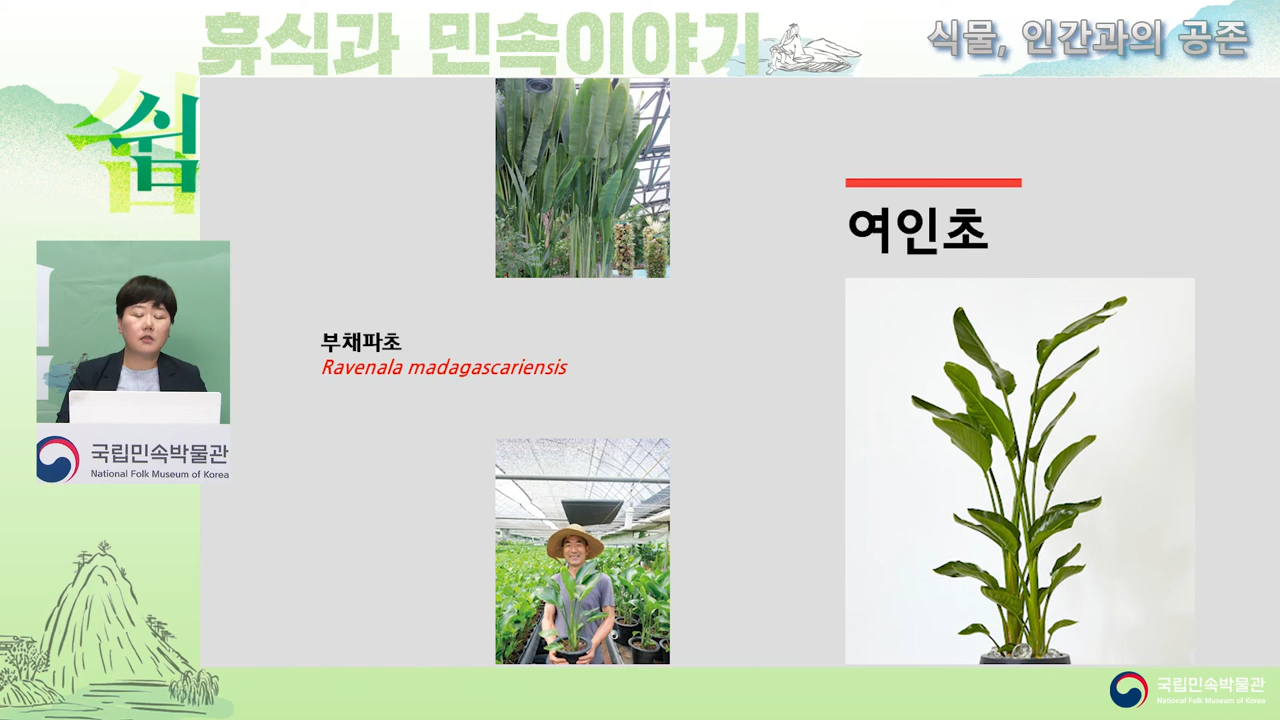 휴식과 민속이야기
식물, 인간과의 공존
쉼
여인초
부채파초
Ravenala madagascariensis
국립민속박물관
National Folk Museum of Korea
국립민속박물관
National Folk Museum of Korea